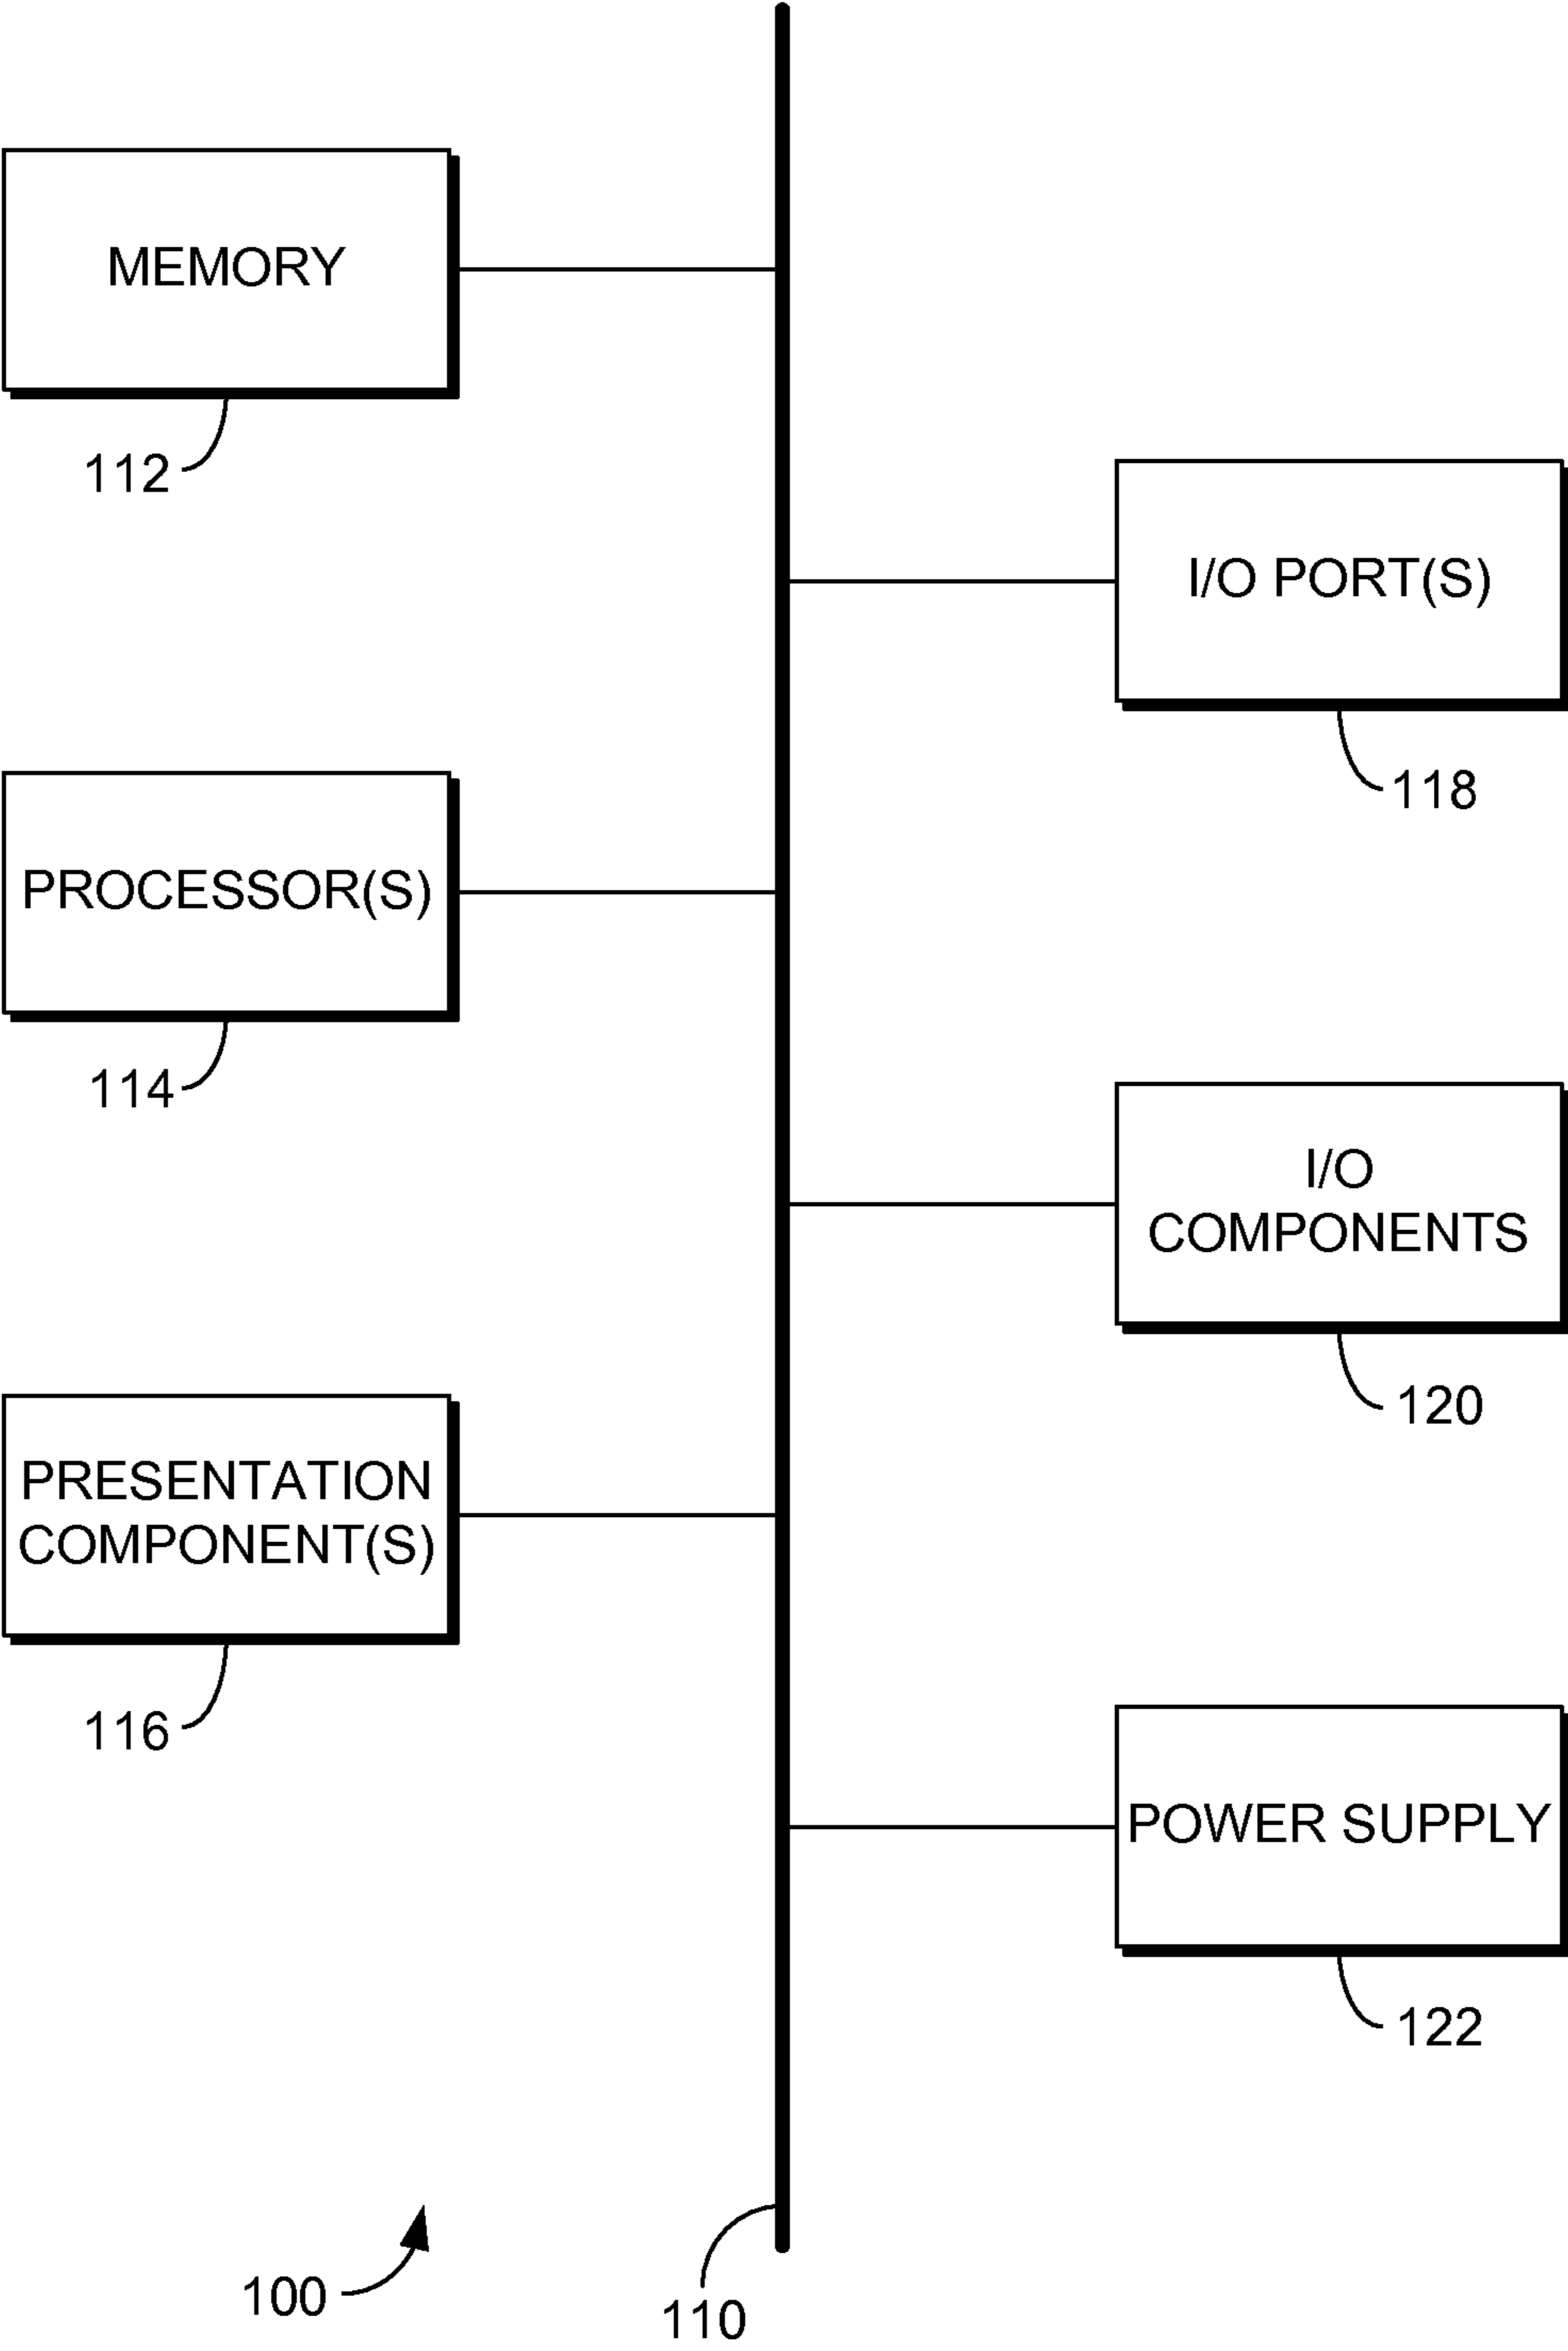 MEMORY
112
I/O PORT(S)
118
PROCESSOR(S)
114
I/O
COMPONENTS
120
PRESENTATION
COMPONENT(S)
116
POWER SUPPLY
122
100
110